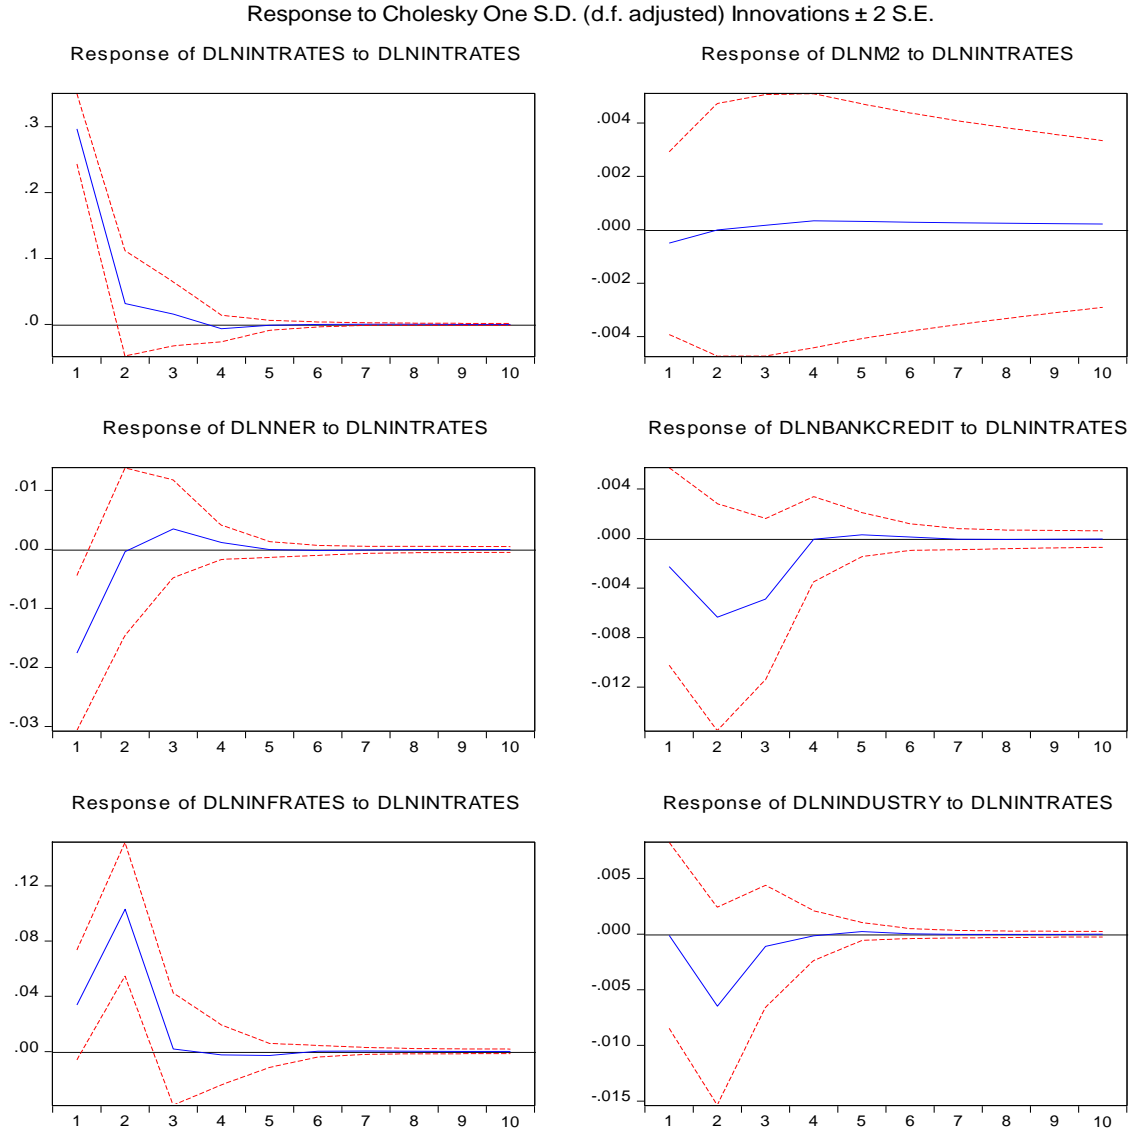 Response to Cholesky One S.D. (d.f. adjusted) Innovations ± 2 S.E.
Response of DLNINTRATES to DLNINTRATES
.3
.2
.1
.0
1 2 3 4 5 6 7 8 9 10
Response of DLNM2 to DLNINTRATES
.004
.002
.000
-.002
-.004
1 2 3 4 5 6 7 8 9 10
Response of DLNNER to DLNINTRATES
.01
.00
-.01
-.02
-.03
1 2 3 4 5 6 7 8 9 10
Response of DLNBANKCREDIT to DLNINTRATES
.004
.000
-.004
-.008
-.012
1 2 3 4 5 6 7 8 9 10
Response of DLNINFRATES to DLNINTRATES
.12
.08
.04
.00
1 2 3 4 5 6 7 8 9 10
Response of DLNINDUSTRY to DLNINTRATES
.005
.000
-.005
-.010
-.015
1 2 3 4 5 6 7 8 9 10